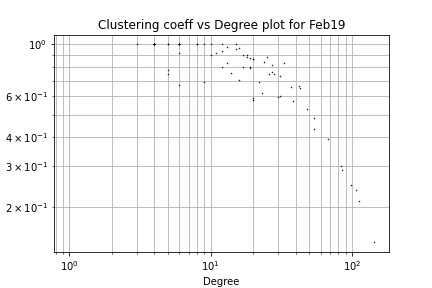 Clustering coeff vs Degree plot for Feb19
10⁰
6 × 10⁻¹
4 × 10⁻¹
3 × 10⁻¹
2 × 10⁻¹
10⁰ 10¹ 10²
Degree